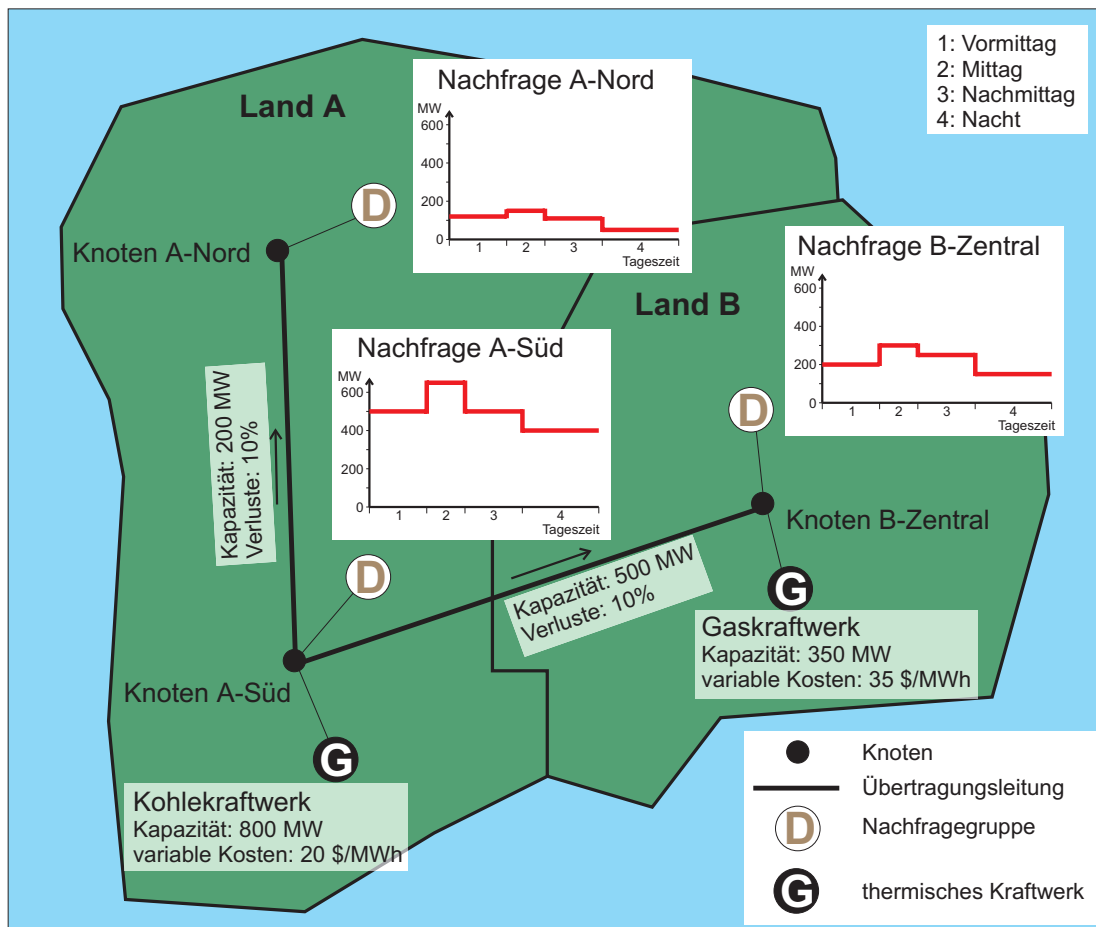 1: Vormittag
2: Mittag
3: Nachmittag
4: Nacht
Land A
Nachfrage A-Nord
MW
600
400
200
0
1 2 3 4
Tageszeit
D
Knoten A-Nord
Nachfrage B-Zentral
MW
600
400
200
0
1 2 3 4
Tageszeit
Land B
Nachfrage A-Süd
MW
600
400
200
0
1 2 3 4
Tageszeit
Kapazität: 200 MW
Verluste: 10%
D
D
Knoten B-Zentral
Kapazität: 500 MW
Verluste: 10%
G
Gaskraftwerk
Kapazität: 350 MW
variable Kosten: 35 $/MWh
Knoten A-Süd
G
Kohlekraftwerk
Kapazität: 800 MW
variable Kosten: 20 $/MWh
Knoten
Übertragungsleitung
D Nachfragegruppe
G thermisches Kraftwerk